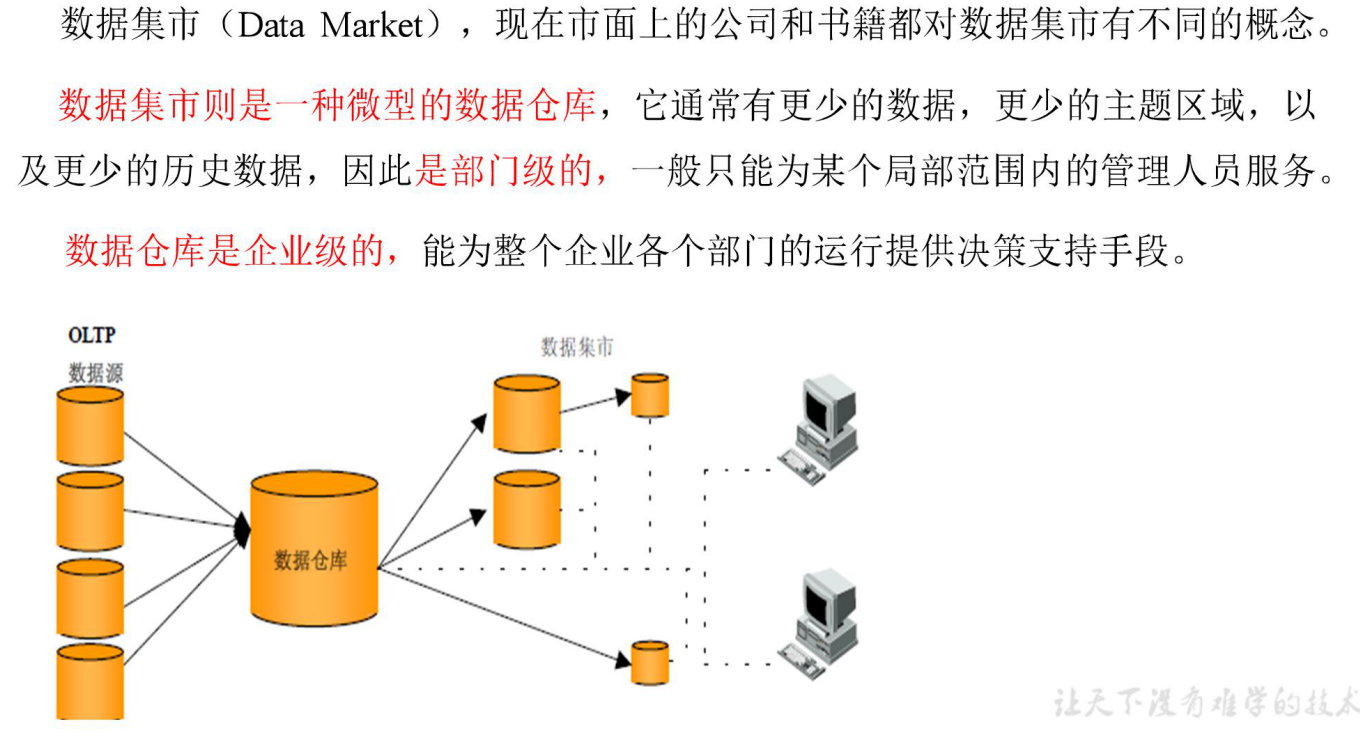 数据集市（Data Market），现在市面上的公司和书籍都对数据集市有不同的概念。
数据集市则是一种微型的数据仓库，它通常有更少的数据，更少的主题区域，以
及更少的历史数据，因此是部门级的，一般只能为某个局部范围内的管理人员服务。
数据仓库是企业级的，能为整个企业各个部门的运行提供决策支持手段。
OLTP
数据源
数据集市
数据仓库
让天下没有难学的技术